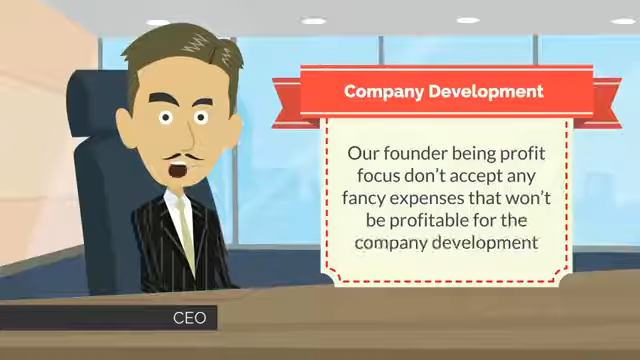 Company Development
Our founder being profit
focus don't accept any
fancy expenses that won't
be profitable for the
company development
CEO